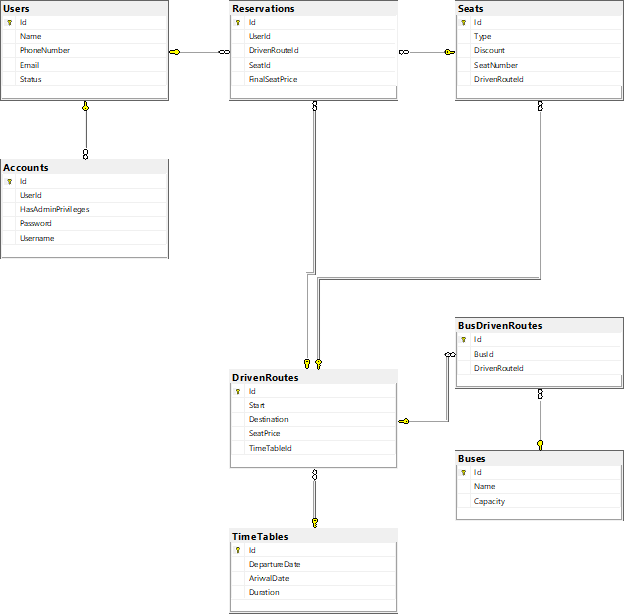 Users
Id
Name
PhoneNumber
Email
Status
Reservations
Id
UserId
DrivenRouteId
SeatId
FinalSeatPrice
Seats
Id
Type
Discount
SeatNumber
DrivenRouteId
Accounts
Id
UserId
HasAdminPrivileges
Password
Username
BusDrivenRoutes
Id
BusId
DrivenRouteId
DrivenRoutes
Id
Start
Destination
SeatPrice
TimeTableId
Buses
Id
Name
Capacity
TimeTables
Id
DepartureDate
AriwalDate
Duration